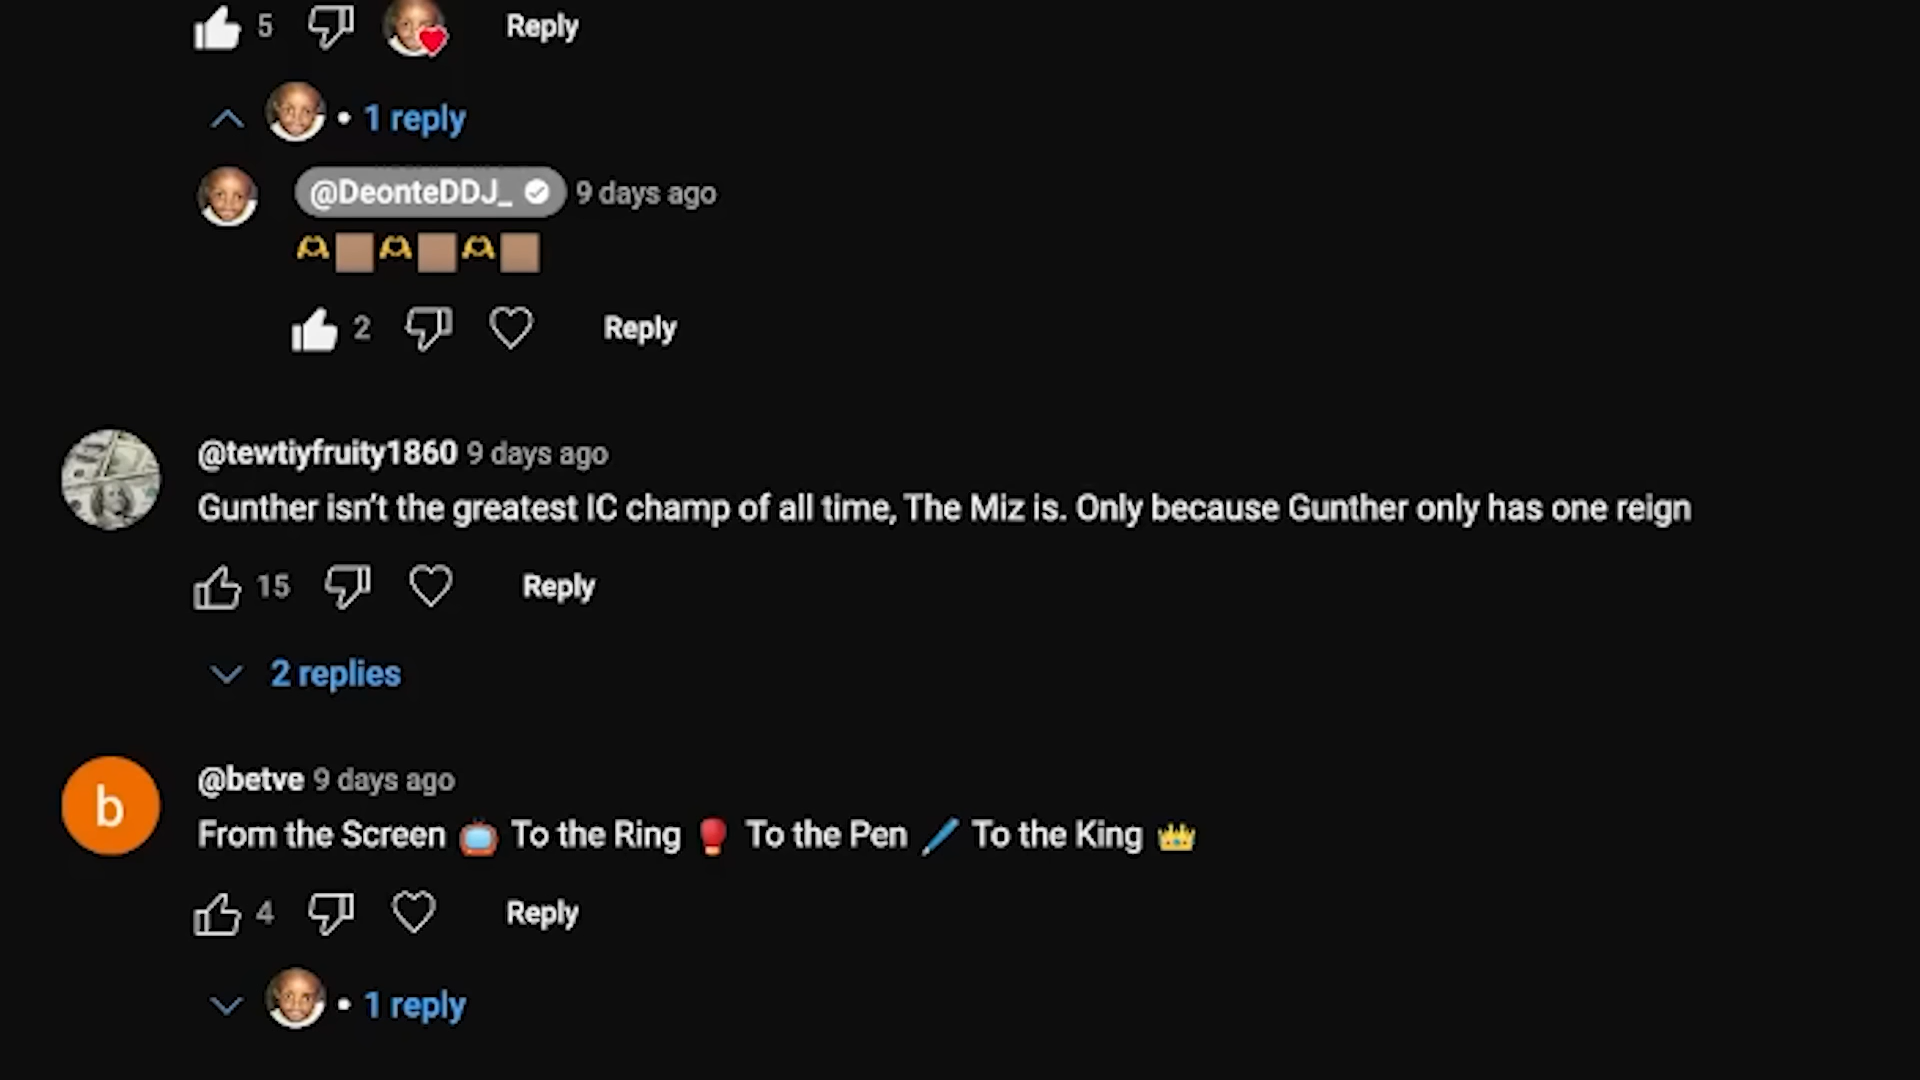 5 Reply
1 reply
@DeonteDDJ_ 9 days ago
2 Reply
@tewtiyfruity1860 9 days ago
Gunther isn't the greatest IC champ of all time, The Miz is. Only because Gunther only has one reign
15 Reply
2 replies
b
@betve 9 days ago
From the Screen 📺 To the Ring 🥊 To the Pen 🖊️ To the King 👑
4 Reply
1 reply